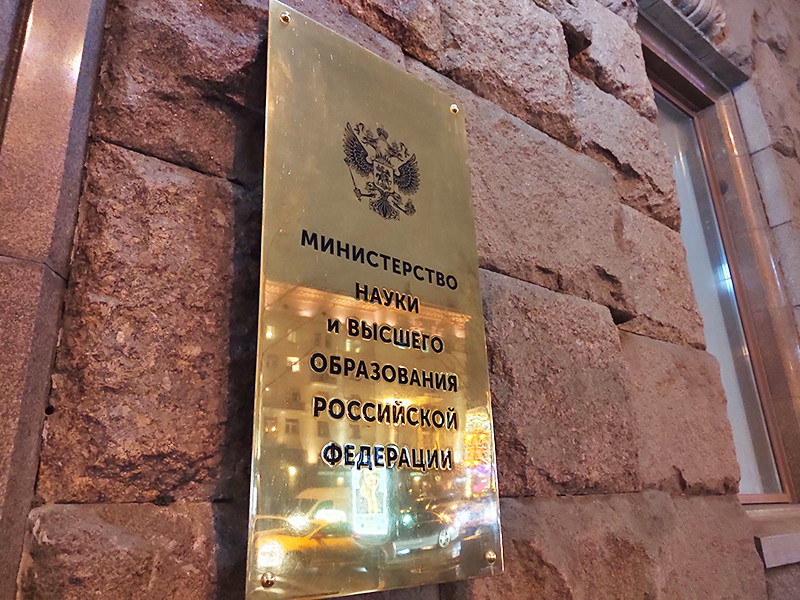 МИНИСТЕРСТВО
НАУКИ
и ВЫСШЕГО
ОБРАЗОВАНИЯ
РОССИЙСКОЙ
ФЕДЕРАЦИИ